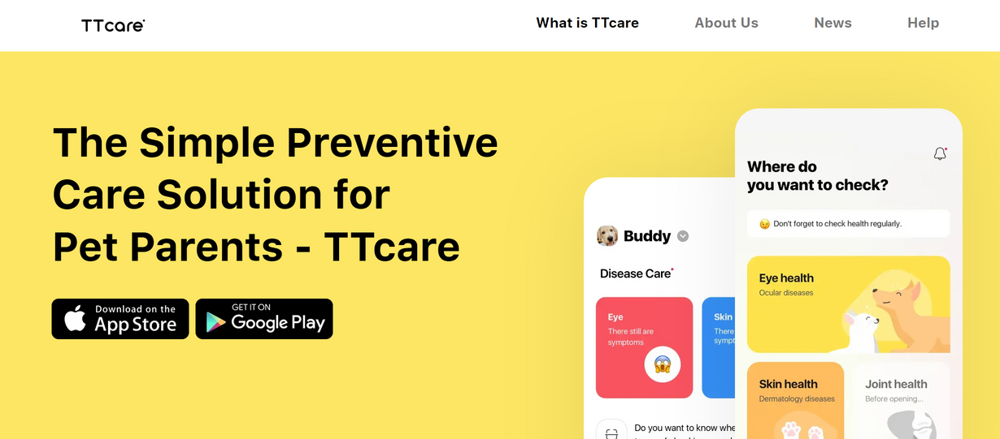 TTcare
What is TTcare
About Us
News
Help
The Simple Preventive
Care Solution for
Pet Parents - TTcare
Download on the
App Store
GET IT ON
Google Play
Buddy
Disease Care
Eye
There still are
symptoms
Skin
There
Where do
you want to check?
Don't forget to check health regularly.
Eye health
Ocular diseases
Skin health
Dermatology diseases
Joint health
Before opening...
Do you want to know